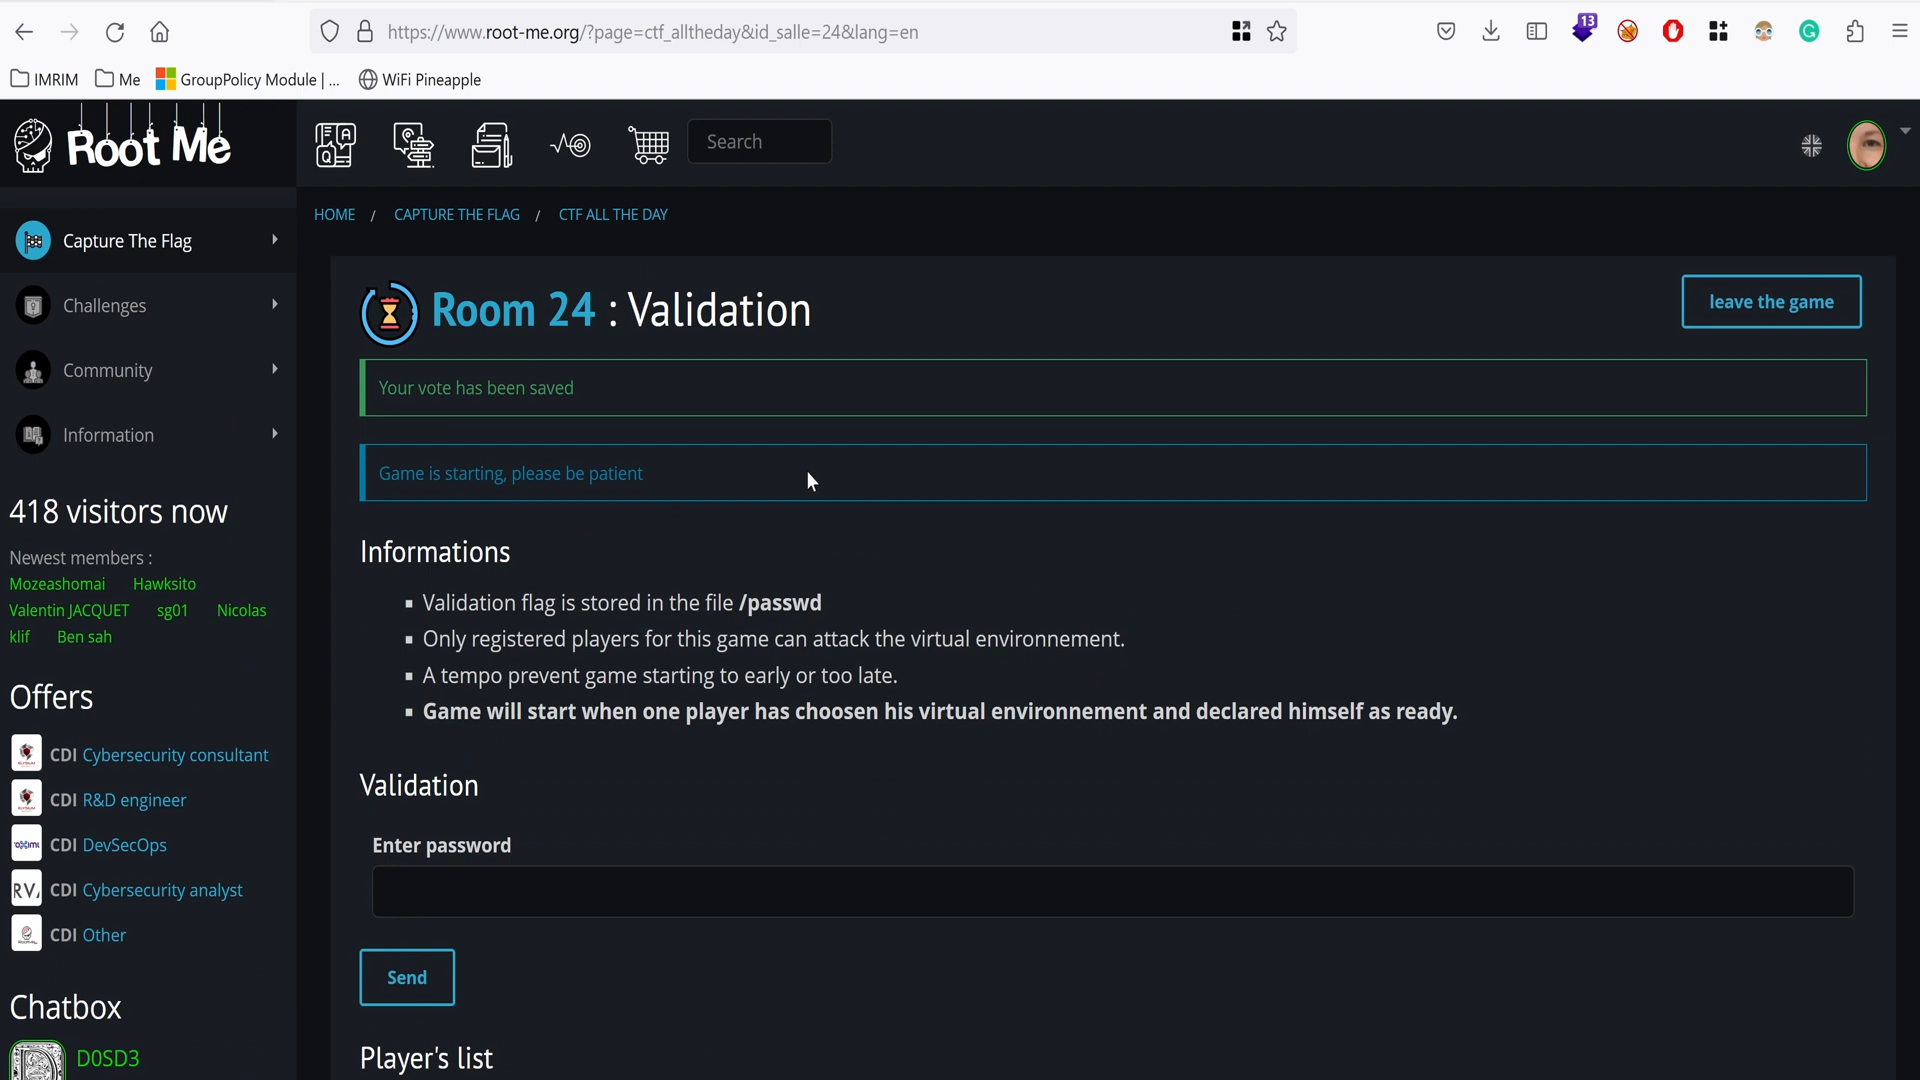 https://www.root-me.org/?page=ctf_alltheday&id_salle=24&lang=en
13
IMRIM
Me
GroupPolicy Module | ...
WiFi Pineapple
Root Me
Search
HOME / CAPTURE THE FLAG / CTF ALL THE DAY
Capture The Flag
Challenges
Community
Information
418 visitors now
Newest members :
Mozeashomai Hawksito
Valentin JACQUET sg01 Nicolas
klif Ben sah
Offers
CDI Cybersecurity consultant
CDI R&D engineer
CDI DevSecOps
CDI Cybersecurity analyst
CDI Other
Chatbox
D0SD3
Room 24 : Validation
leave the game
Your vote has been saved
Game is starting, please be patient
Informations
Validation flag is stored in the file /passwd
Only registered players for this game can attack the virtual environnement.
A tempo prevent game starting to early or too late.
Game will start when one player has choosen his virtual environnement and declared himself as ready.
Validation
Enter password
Send
Player's list